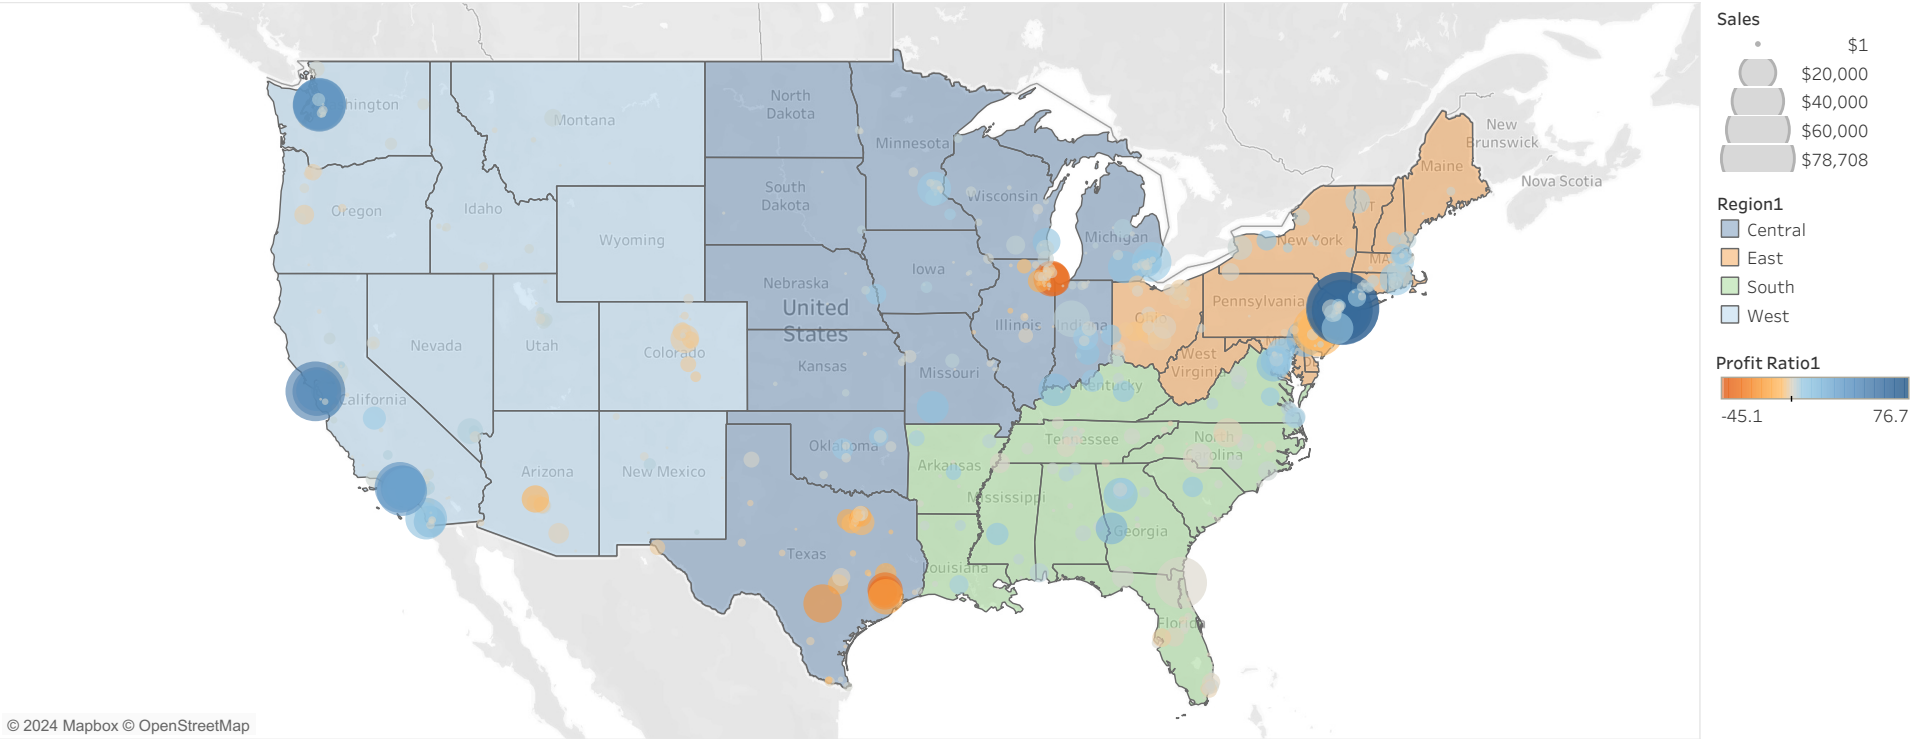 hington
Montana
North
Dakota
Minnesota
South
Dakota
Wisconsin
Michigan
Oregon
Idaho
Wyoming
Iowa
Nebraska
United
States
Illinois
Indiana
Ohio
Nevada
Utah
Colorado
Kansas
Missouri
California
Kentucky
West
Virginia
Pennsylvania
New York
VT
MA
Maine
New
Brunswick
Nova Scotia
DE
Arizona
New Mexico
Oklahoma
Arkansas
Tennessee
North
Carolina
Mississippi
Georgia
Texas
Louisiana
Florida
© 2024 Mapbox © OpenStreetMap
Sales
$1
$20,000
$40,000
$60,000
$78,708
Region1
Central
East
South
West
Profit Ratio1
-45.1 76.7